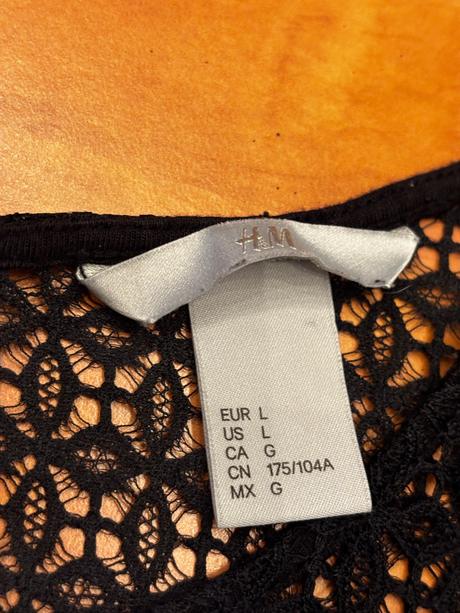 H&M
EUR L
US L
CA G
CN 175/104A
MX G